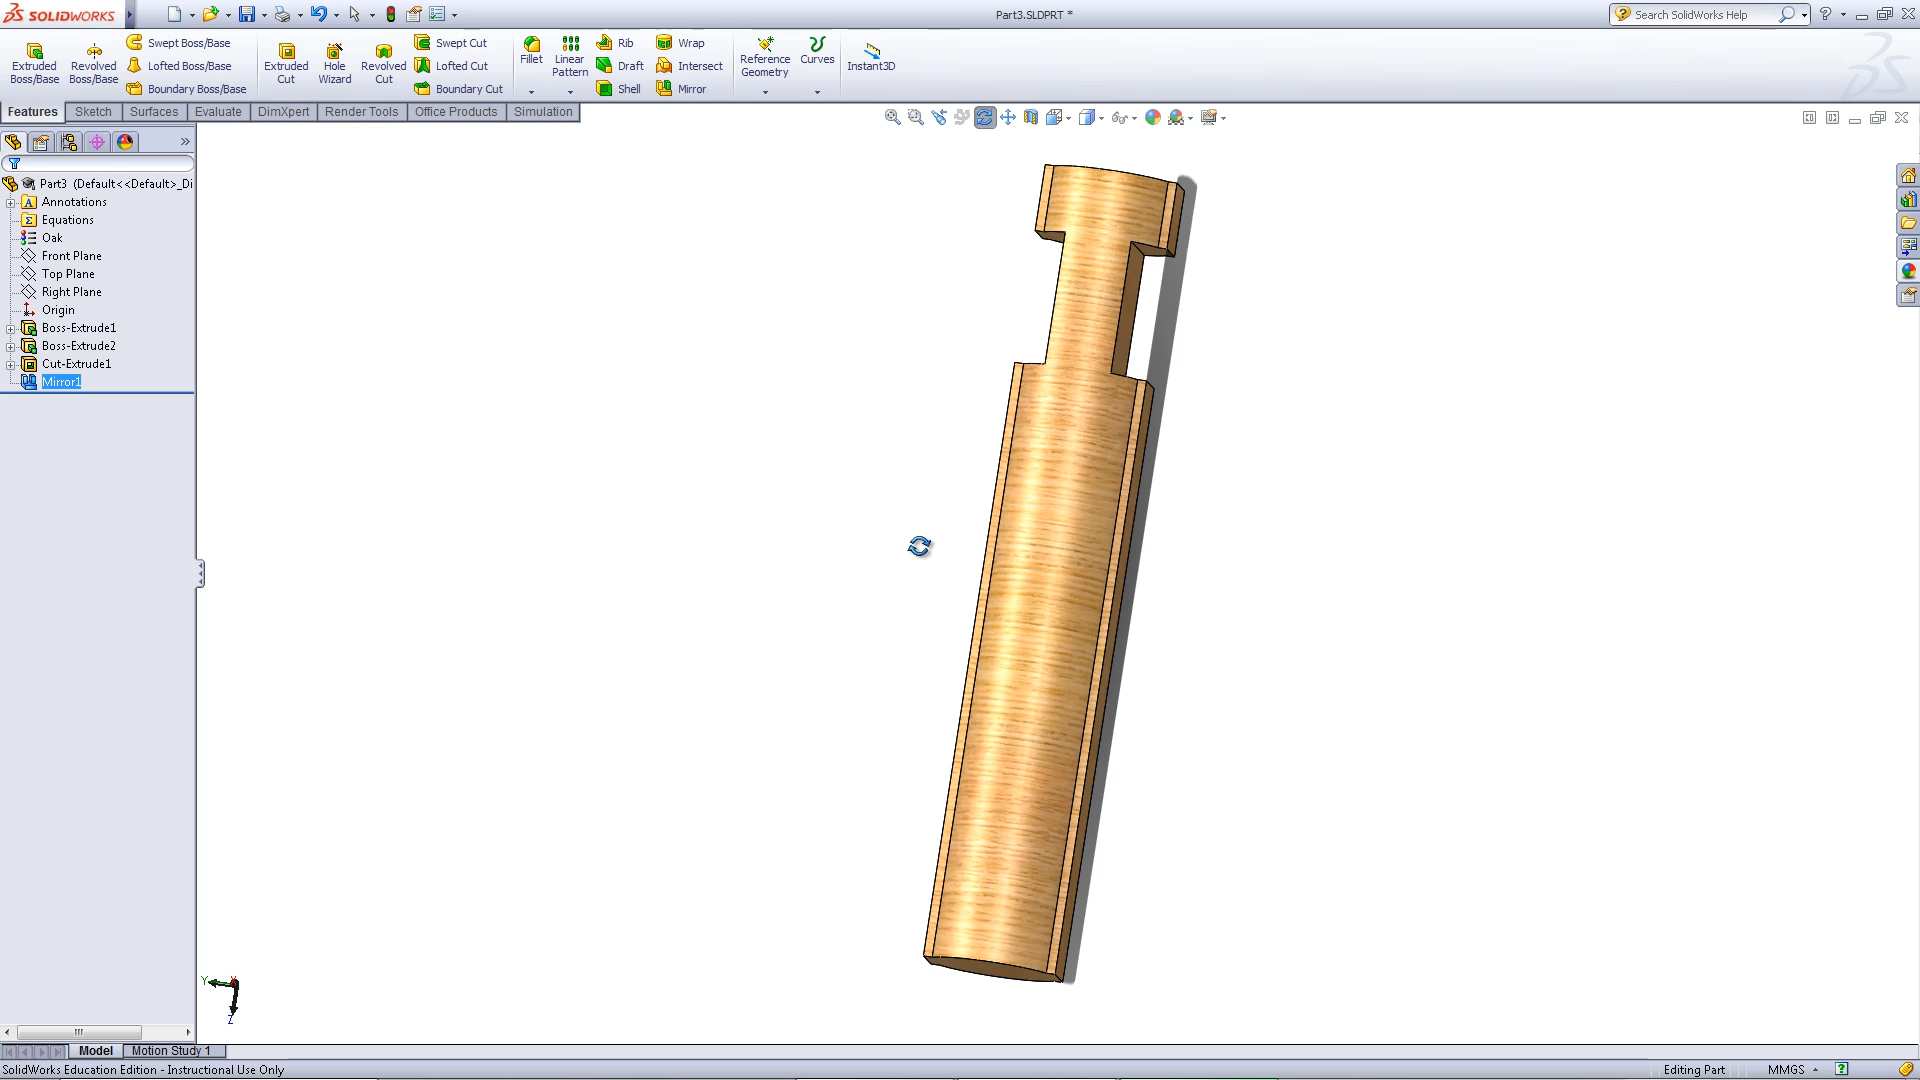 SOLIDWORKS
Part3.SLDPRT *
Search SolidWorks Help
Extruded Boss/Base
Revolved Boss/Base
Swept Boss/Base
Lofted Boss/Base
Boundary Boss/Base
Extruded Cut
Hole Wizard
Revolved Cut
Swept Cut
Lofted Cut
Boundary Cut
Fillet
Linear Pattern
Rib
Draft
Shell
Wrap
Intersect
Mirror
Reference Geometry
Curves
Instant3D
Features
Sketch
Surfaces
Evaluate
DimXpert
Render Tools
Office Products
Simulation
Part3 (Default<<Default>_Di
Annotations
Equations
Oak
Front Plane
Top Plane
Right Plane
Origin
Boss-Extrude1
Boss-Extrude2
Cut-Extrude1
Mirror1
Y
Z
Model
Motion Study 1
SolidWorks Education Edition - Instructional Use Only
Editing Part
MMGS